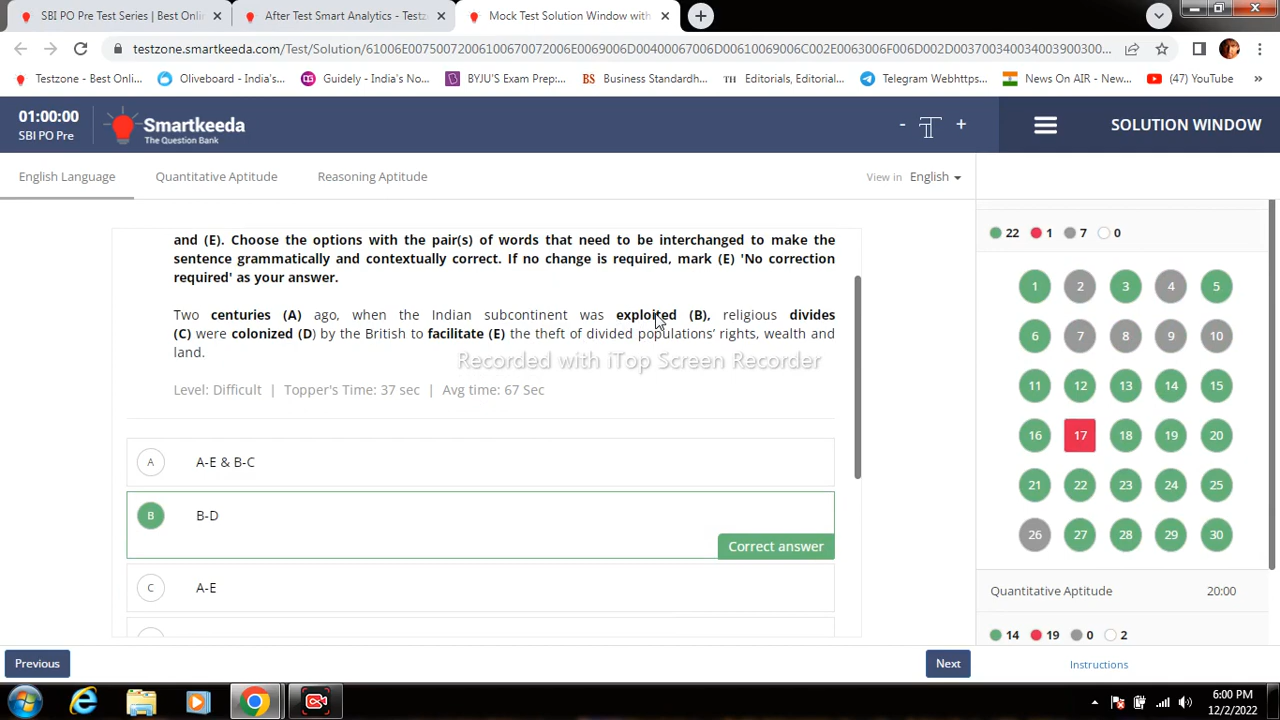 SBI PO Pre Test Series | Best Onli
After Test Smart Analytics - Testz
Mock Test Solution Window with
testzone.smartkeeda.com/Test/Solution/61006E00750072006100670072006E0069006D00400067006D00610069006C002E0063006F006D002D003700340034003900300...
Testzone - Best Onli...
Oliveboard - India's...
Guidely - India's No...
BYJU'S Exam Prep:...
BS
Business Standardh...
TH
Editorials, Editorial...
Telegram Webhttps...
News On AIR - New...
(47) YouTube
»
01:00:00
SBI PO Pre
Smartkeeda
The Question Bank
- T +
SOLUTION WINDOW
English Language
Quantitative Aptitude
Reasoning Aptitude
View in English
and (E). Choose the options with the pair(s) of words that need to be interchanged to make the
sentence grammatically and contextually correct. If no change is required, mark (E) 'No correction
required' as your answer.
Two centuries (A) ago, when the Indian subcontinent was exploited (B), religious divides
(C) were colonized (D) by the British to facilitate (E) the theft of divided populations' rights, wealth and
land.
Recorded with iTop Screen Recorder
Level: Difficult | Topper's Time: 37 sec | Avg time: 67 Sec
A A-E & B-C
B B-D
Correct answer
C A-E
22 1 7 0
1 2 3 4 5
6 7 8 9 10
11 12 13 14 15
16 17 18 19 20
21 22 23 24 25
26 27 28 29 30
Quantitative Aptitude 20:00
14 19 0 2
Previous
Next
Instructions
6:00 PM
12/2/2022